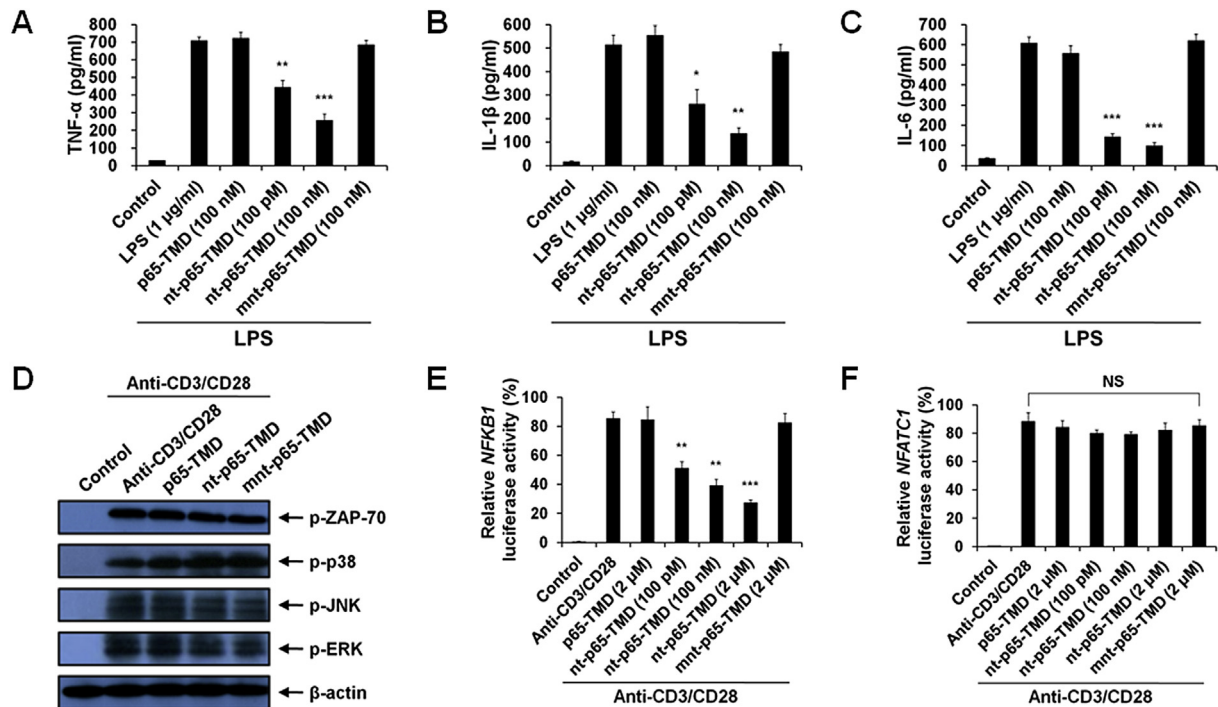 A
TNF-α (pg/ml)
800
700
600
500
400
300
200
100
0
**
***
Control
LPS (1 μg/ml)
p65-TMD (100 nM)
nt-p65-TMD (100 pM)
nt-p65-TMD (100 nM)
mnt-p65-TMD (100 nM)
LPS
B
IL-1β (pg/ml)
600
500
400
300
200
100
0
*
**
Control
LPS (1 μg/ml)
p65-TMD (100 nM)
nt-p65-TMD (100 pM)
nt-p65-TMD (100 nM)
mnt-p65-TMD (100 nM)
LPS
C
IL-6 (pg/ml)
700
600
500
400
300
200
100
0
***
***
Control
LPS (1 μg/ml)
p65-TMD (100 nM)
nt-p65-TMD (100 pM)
nt-p65-TMD (100 nM)
mnt-p65-TMD (100 nM)
LPS
D
Anti-CD3/CD28
Control
Anti-CD3/CD28
p65-TMD
nt-p65-TMD
mnt-p65-TMD
p-ZAP-70
p-p38
p-JNK
p-ERK
β-actin
E
Relative NFKB1
luciferase activity (%)
100
80
60
40
20
0
**
**
***
Control
Anti-CD3/CD28
p65-TMD (2 μM)
nt-p65-TMD (100 pM)
nt-p65-TMD (100 nM)
nt-p65-TMD (2 μM)
mnt-p65-TMD (2 μM)
Anti-CD3/CD28
F
Relative NFATC1
luciferase activity (%)
100
80
60
40
20
0
NS
Control
Anti-CD3/CD28
p65-TMD (2 μM)
nt-p65-TMD (100 pM)
nt-p65-TMD (100 nM)
nt-p65-TMD (2 μM)
mnt-p65-TMD (2 μM)
Anti-CD3/CD28